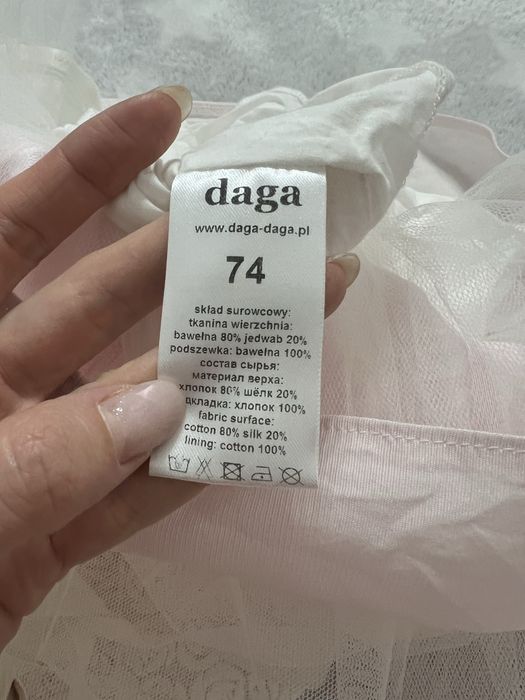 daga
www.daga-daga.pl
74
skład surowcowy:
tkanina wierzchnia:
bawełna 80% jedwab 20%
podszewka: bawełna 100%
состав сырья:
материал верха:
хлопок 80% шёлк 20%
дкладка: хлопок 100%
fabric surface:
cotton 80% silk 20%
lining: cotton 100%